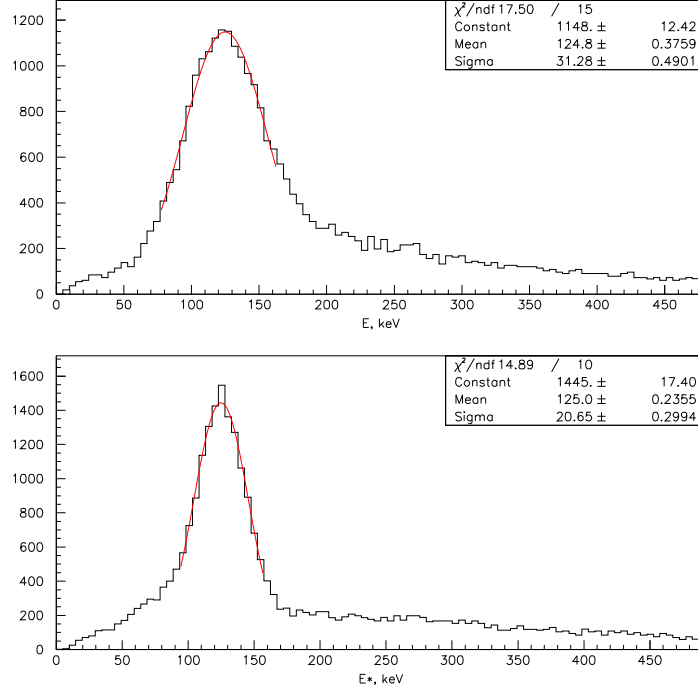 χ²/ndf 17.50 / 15
Constant 1148. ± 12.42
Mean 124.8 ± 0.3759
Sigma 31.28 ± 0.4901
1200
1000
800
600
400
200
0
0 50 100 150 200 250 300 350 400 450
E, keV
χ²/ndf 14.89 / 10
Constant 1445. ± 17.40
Mean 125.0 ± 0.2355
Sigma 20.65 ± 0.2994
1600
1400
1200
1000
800
600
400
200
0
0 50 100 150 200 250 300 350 400 450
E*, keV